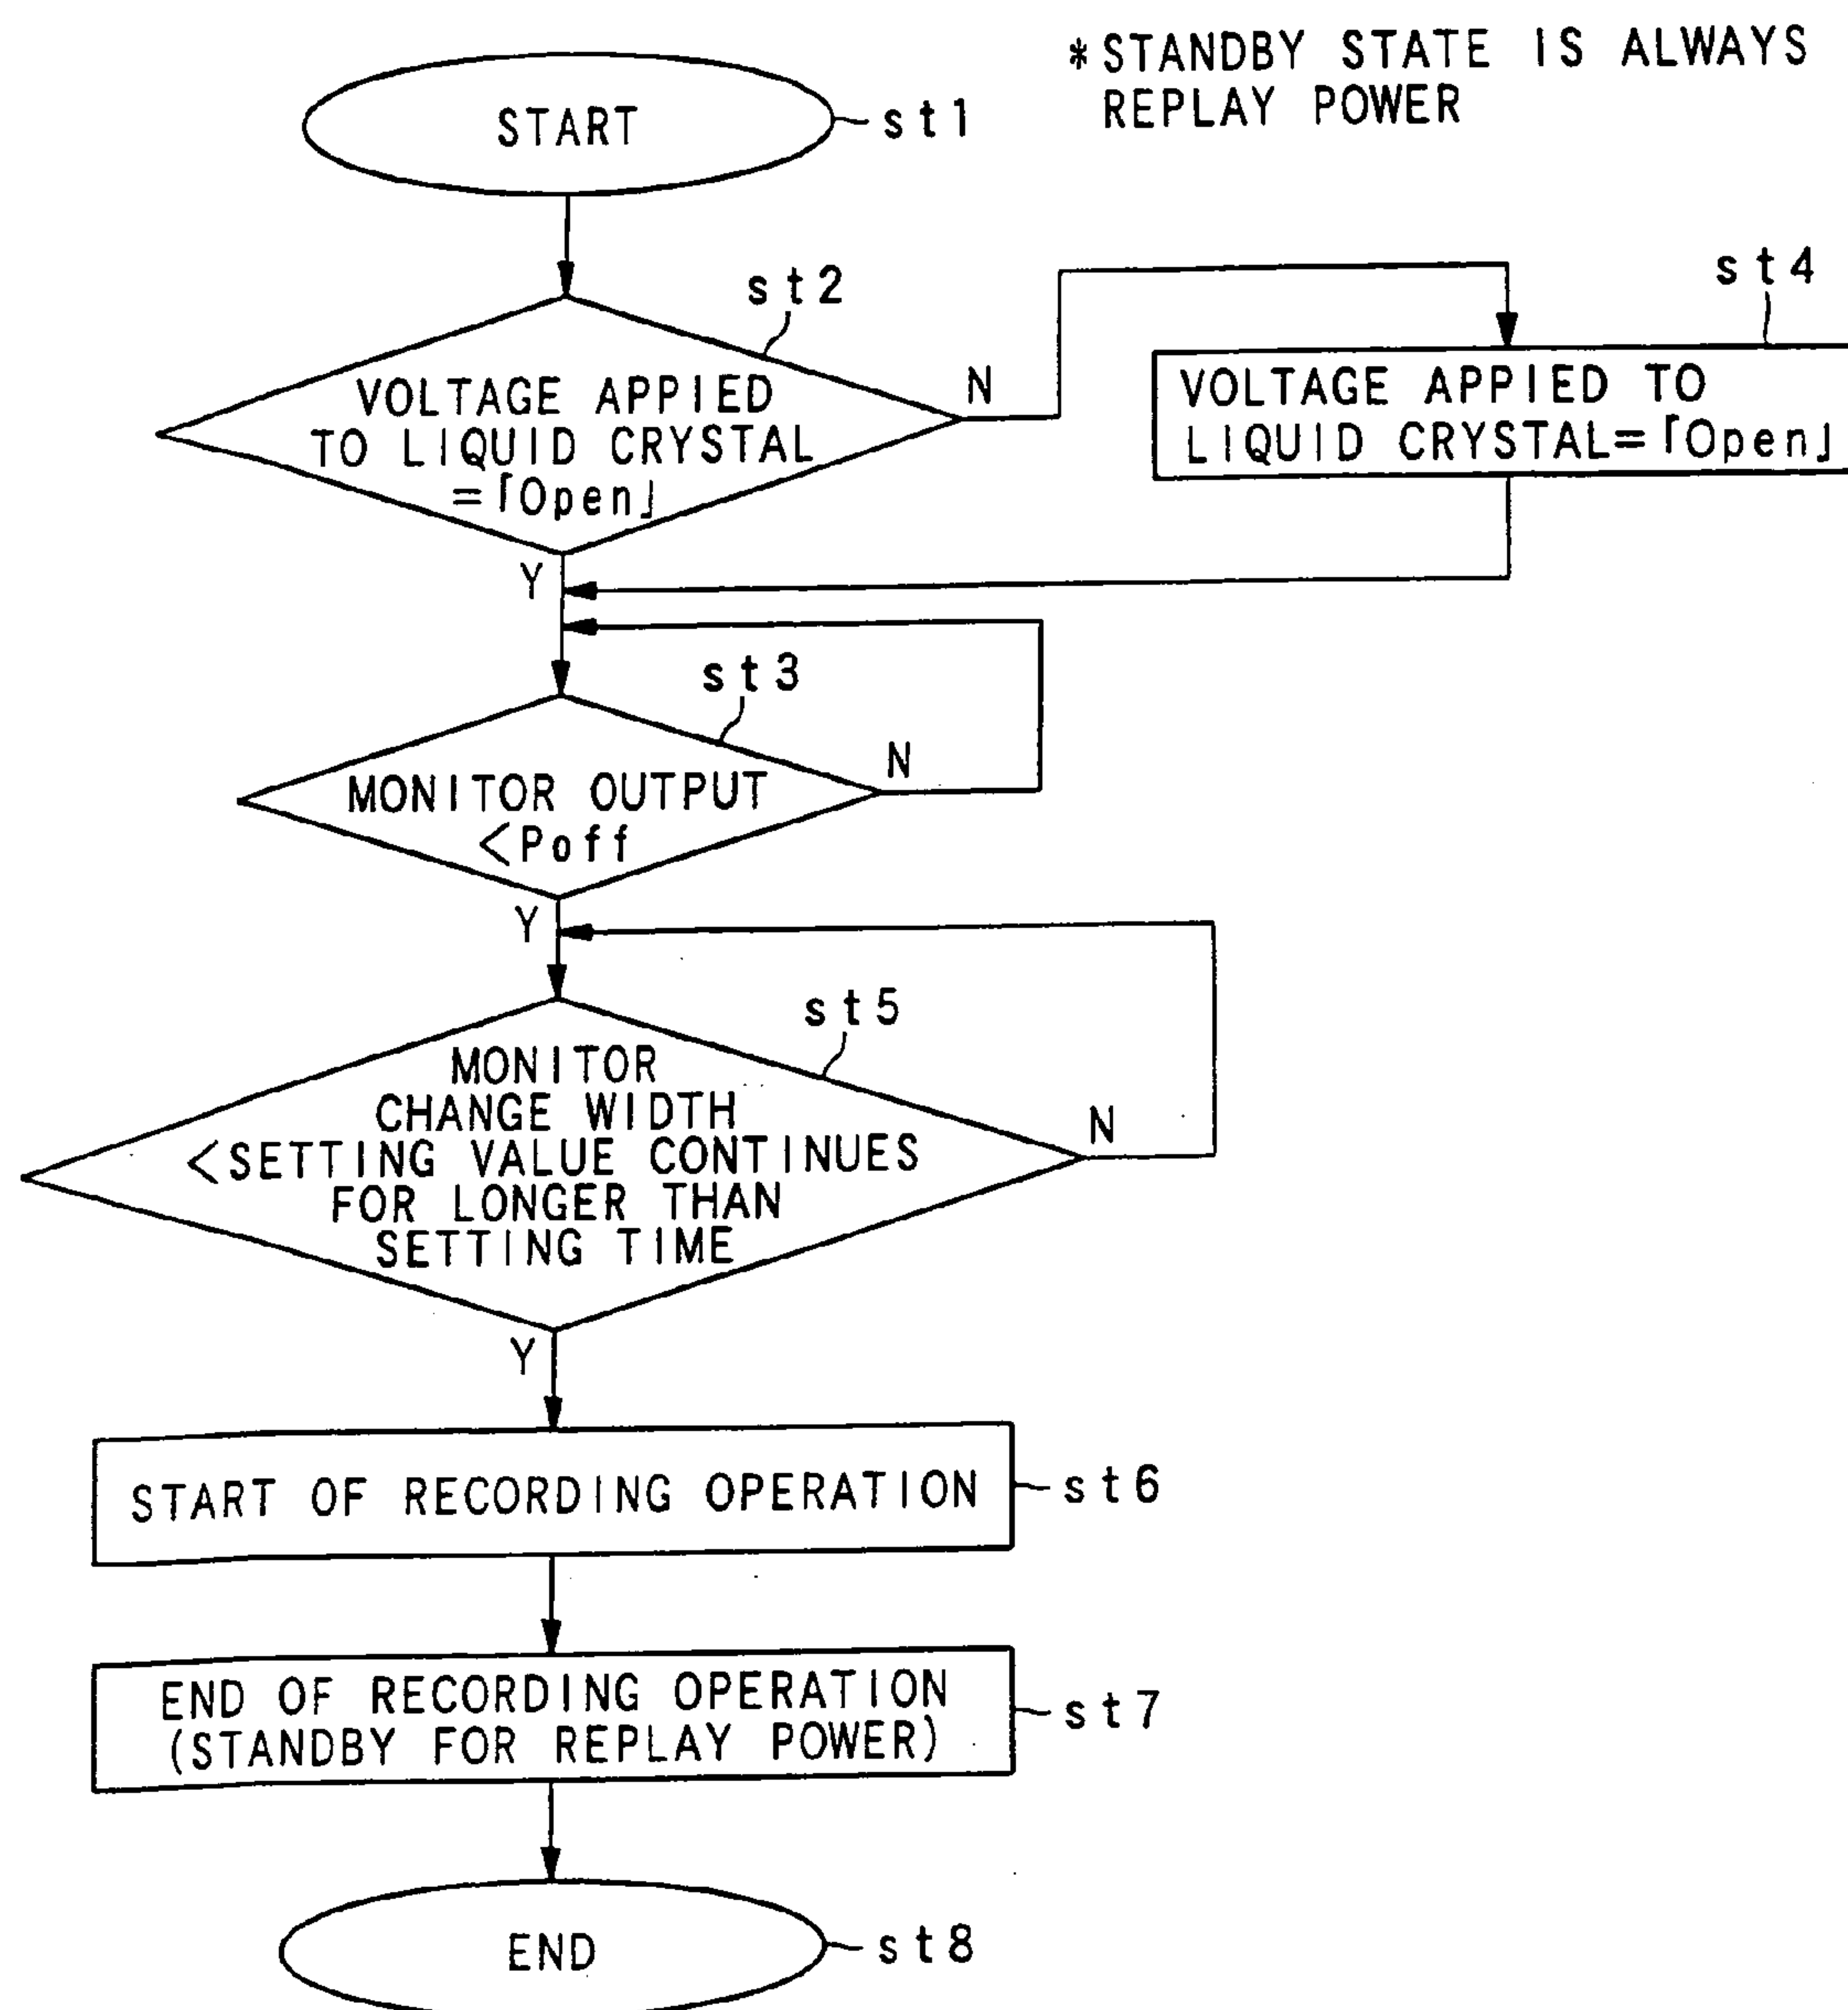 *STANDBY STATE IS ALWAYS
REPLAY POWER
START
st1
st2
VOLTAGE APPIED
TO LIQUID CRYSTAL
=「Open」
N
st4
VOLTAGE APPIED TO
LIQUID CRYSTAL=「Open」
Y
st3
MONITOR OUTPUT
<Poff
N
Y
st5
MONITOR
CHANGE WIDTH
<SETTING VALUE CONTINUES
FOR LONGER THAN
SETTING TIME
N
Y
START OF RECORDING OPERATION
st6
END OF RECORDING OPERATION
(STANDBY FOR REPLAY POWER)
st7
END
st8